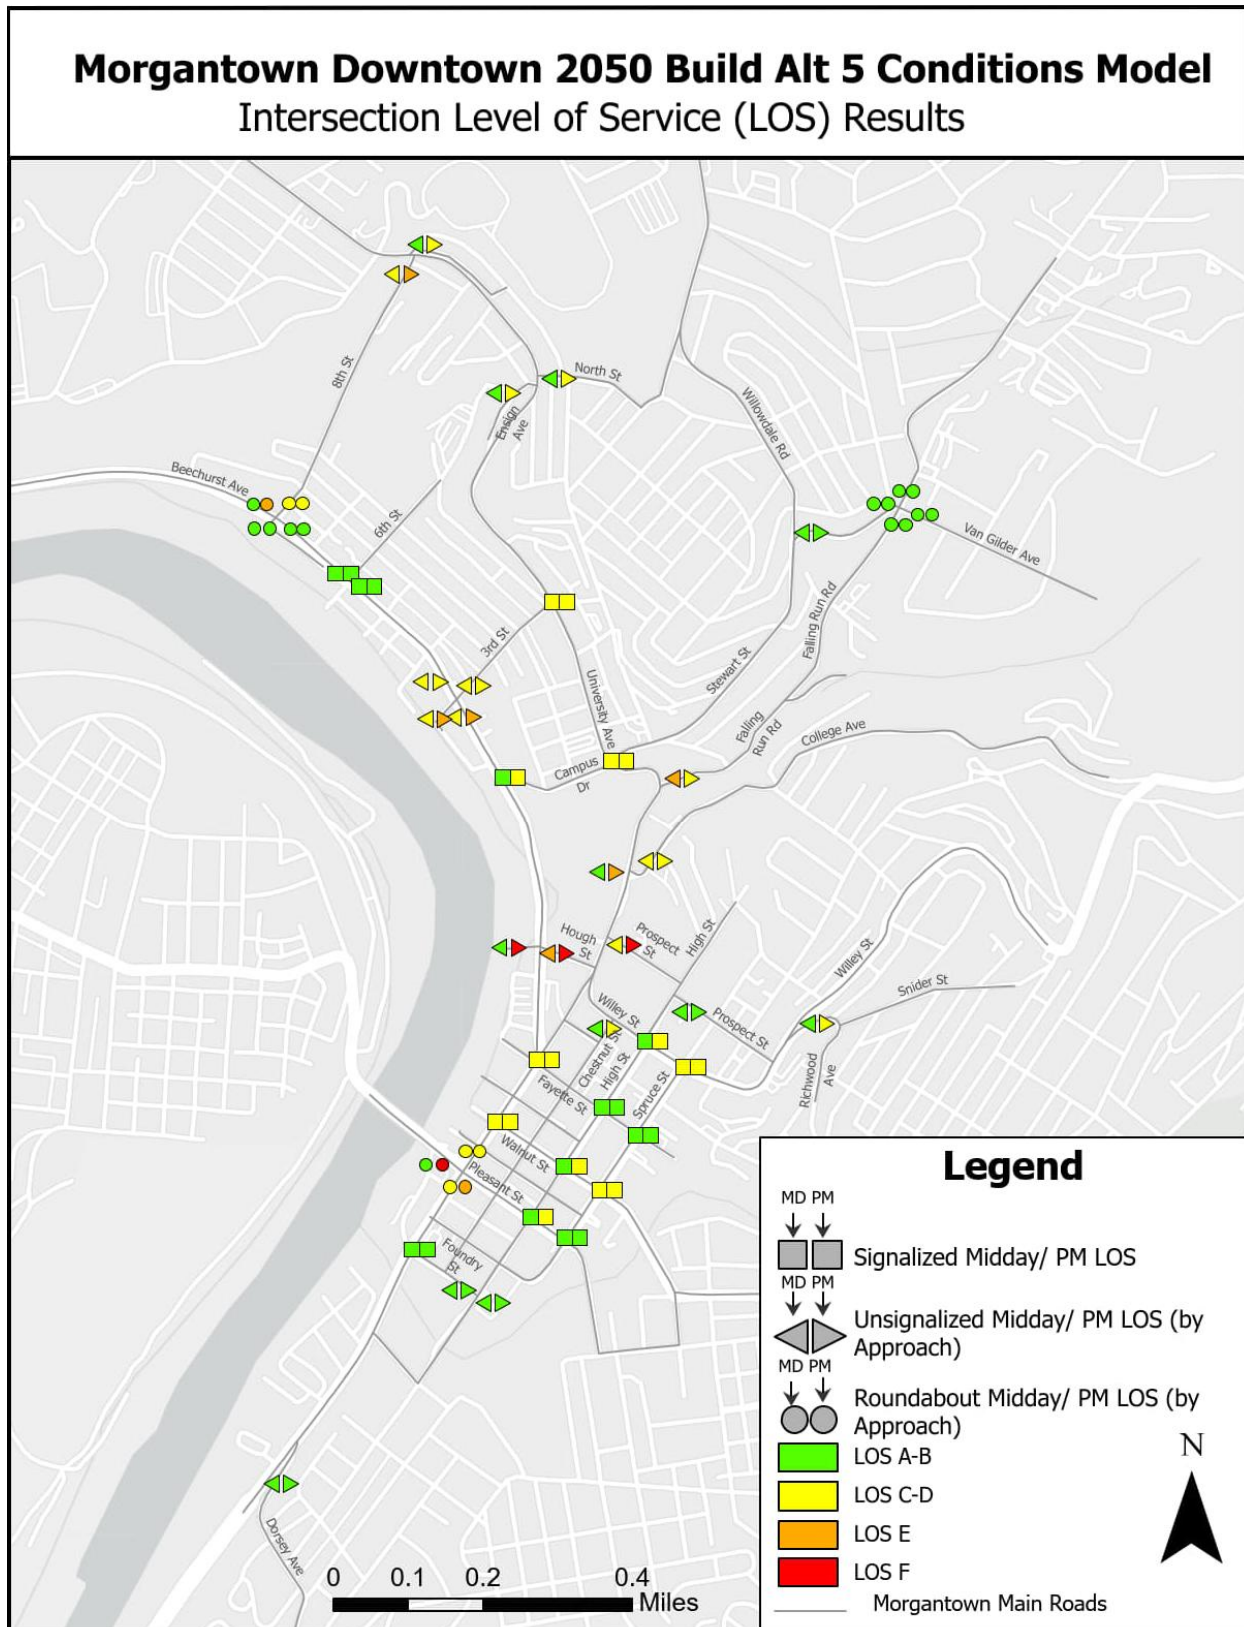 Morgantown Downtown 2050 Build Alt 5 Conditions Model
Intersection Level of Service (LOS) Results
North St
8th St
Ensign
Ave
Willowdale Rd
Beechurst Ave
6th St
Van Gilder Ave
3rd St
Falling Run Rd
Stewart St
University Ave
Falling
Run Rd
College Ave
Campus
Dr
Hough
St
Prospect
St
High St
Willey St
Snider St
Willey St
Prospect St
Chestnut St
High St
Richwood
Ave
Fayette St
Spruce St
Walnut St
Pleasant St
Foundry
St
Dorsey Ave
Legend
MD PM
Signalized Midday/ PM LOS
MD PM
Unsignalized Midday/ PM LOS (by
Approach)
MD PM
Roundabout Midday/ PM LOS (by
Approach)
LOS A-B
LOS C-D
LOS E
LOS F
Morgantown Main Roads
N
0 0.1 0.2 0.4
Miles